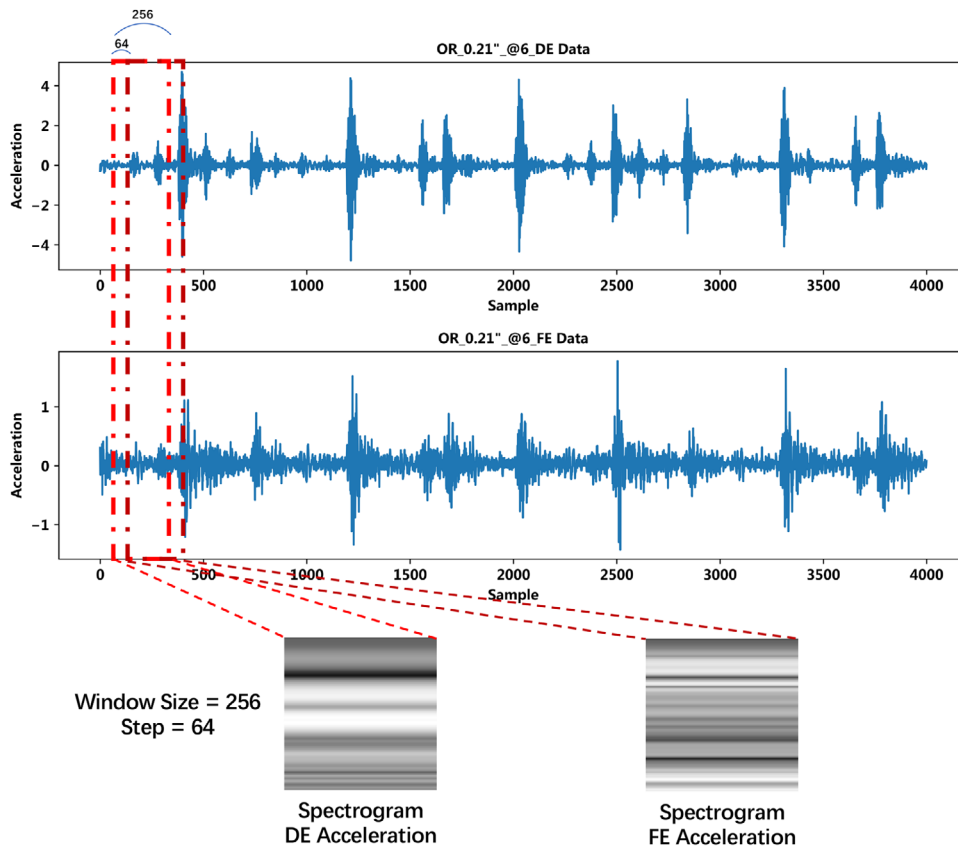 256
64
OR_0.21"_@6_DE Data
4
2
0
−2
−4
Acceleration
0 500 1000 1500 2000 2500 3000 3500 4000
Sample
OR_0.21"_@6_FE Data
1
0
−1
Acceleration
0 500 1000 1500 2000 2500 3000 3500 4000
Sample
Window Size = 256
Step = 64
Spectrogram
DE Acceleration
Spectrogram
FE Acceleration